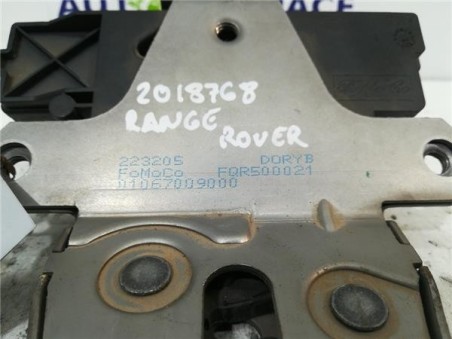 2018768
RANGE
ROVER
223205 DORYB
FoMoCo FQR500021
01067009000